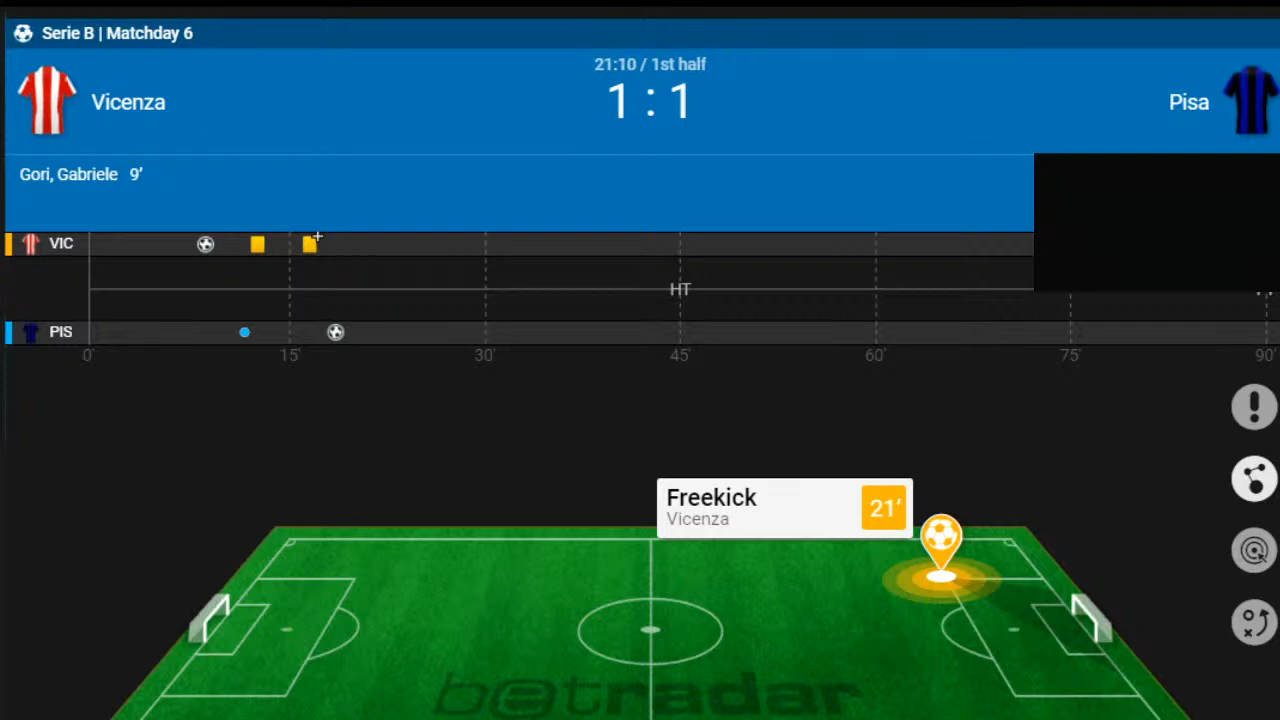 Serie B | Matchday 6
21:10 / 1st half
Vicenza
1 : 1
Pisa
Gori, Gabriele 9'
VIC
HT
PIS
0' 15' 30' 45' 60' 75' 90'
Freekick
Vicenza
21'
betradar